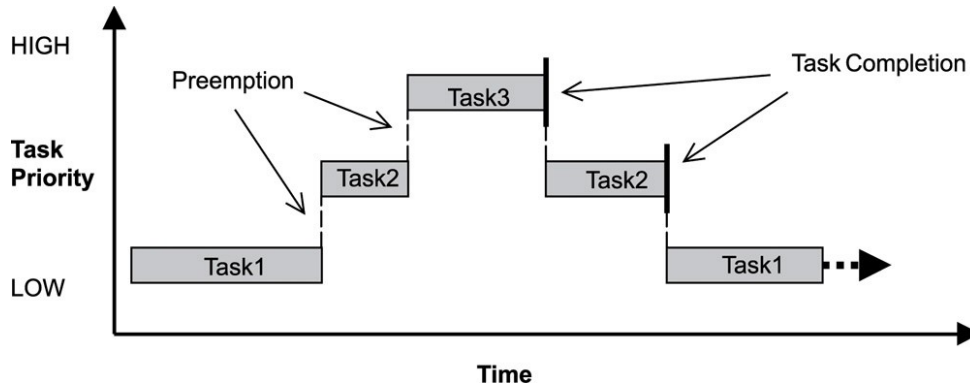 HIGH
Preemption
Task Completion
Task3
Task
Priority
Task2
Task2
Task1
Task1
LOW
Time